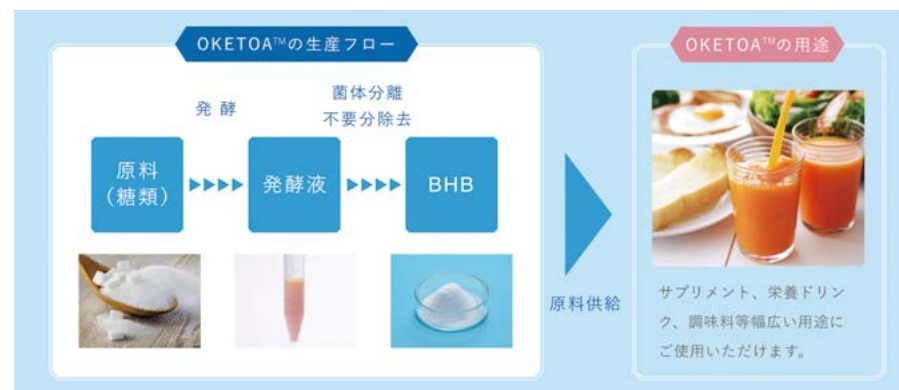 OKETOA™の生産フロー
発酵
菌体分離
不要分除去
原料
(糖類)
発酵液
BHB
原料供給
OKETOA™の用途
サプリメント、栄養ドリン
ク、調味料等幅広い用途に
ご使用いただけます。